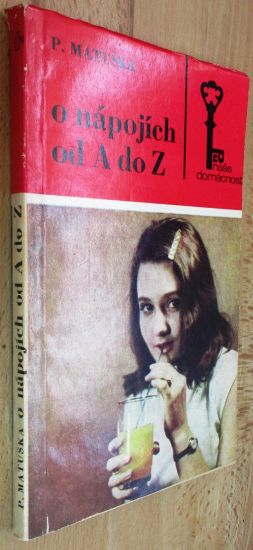 P. MATUŠKA
o nápojích
od A do Z
naše
domácnost
P. MATUŠKA o nápojích od A do Z